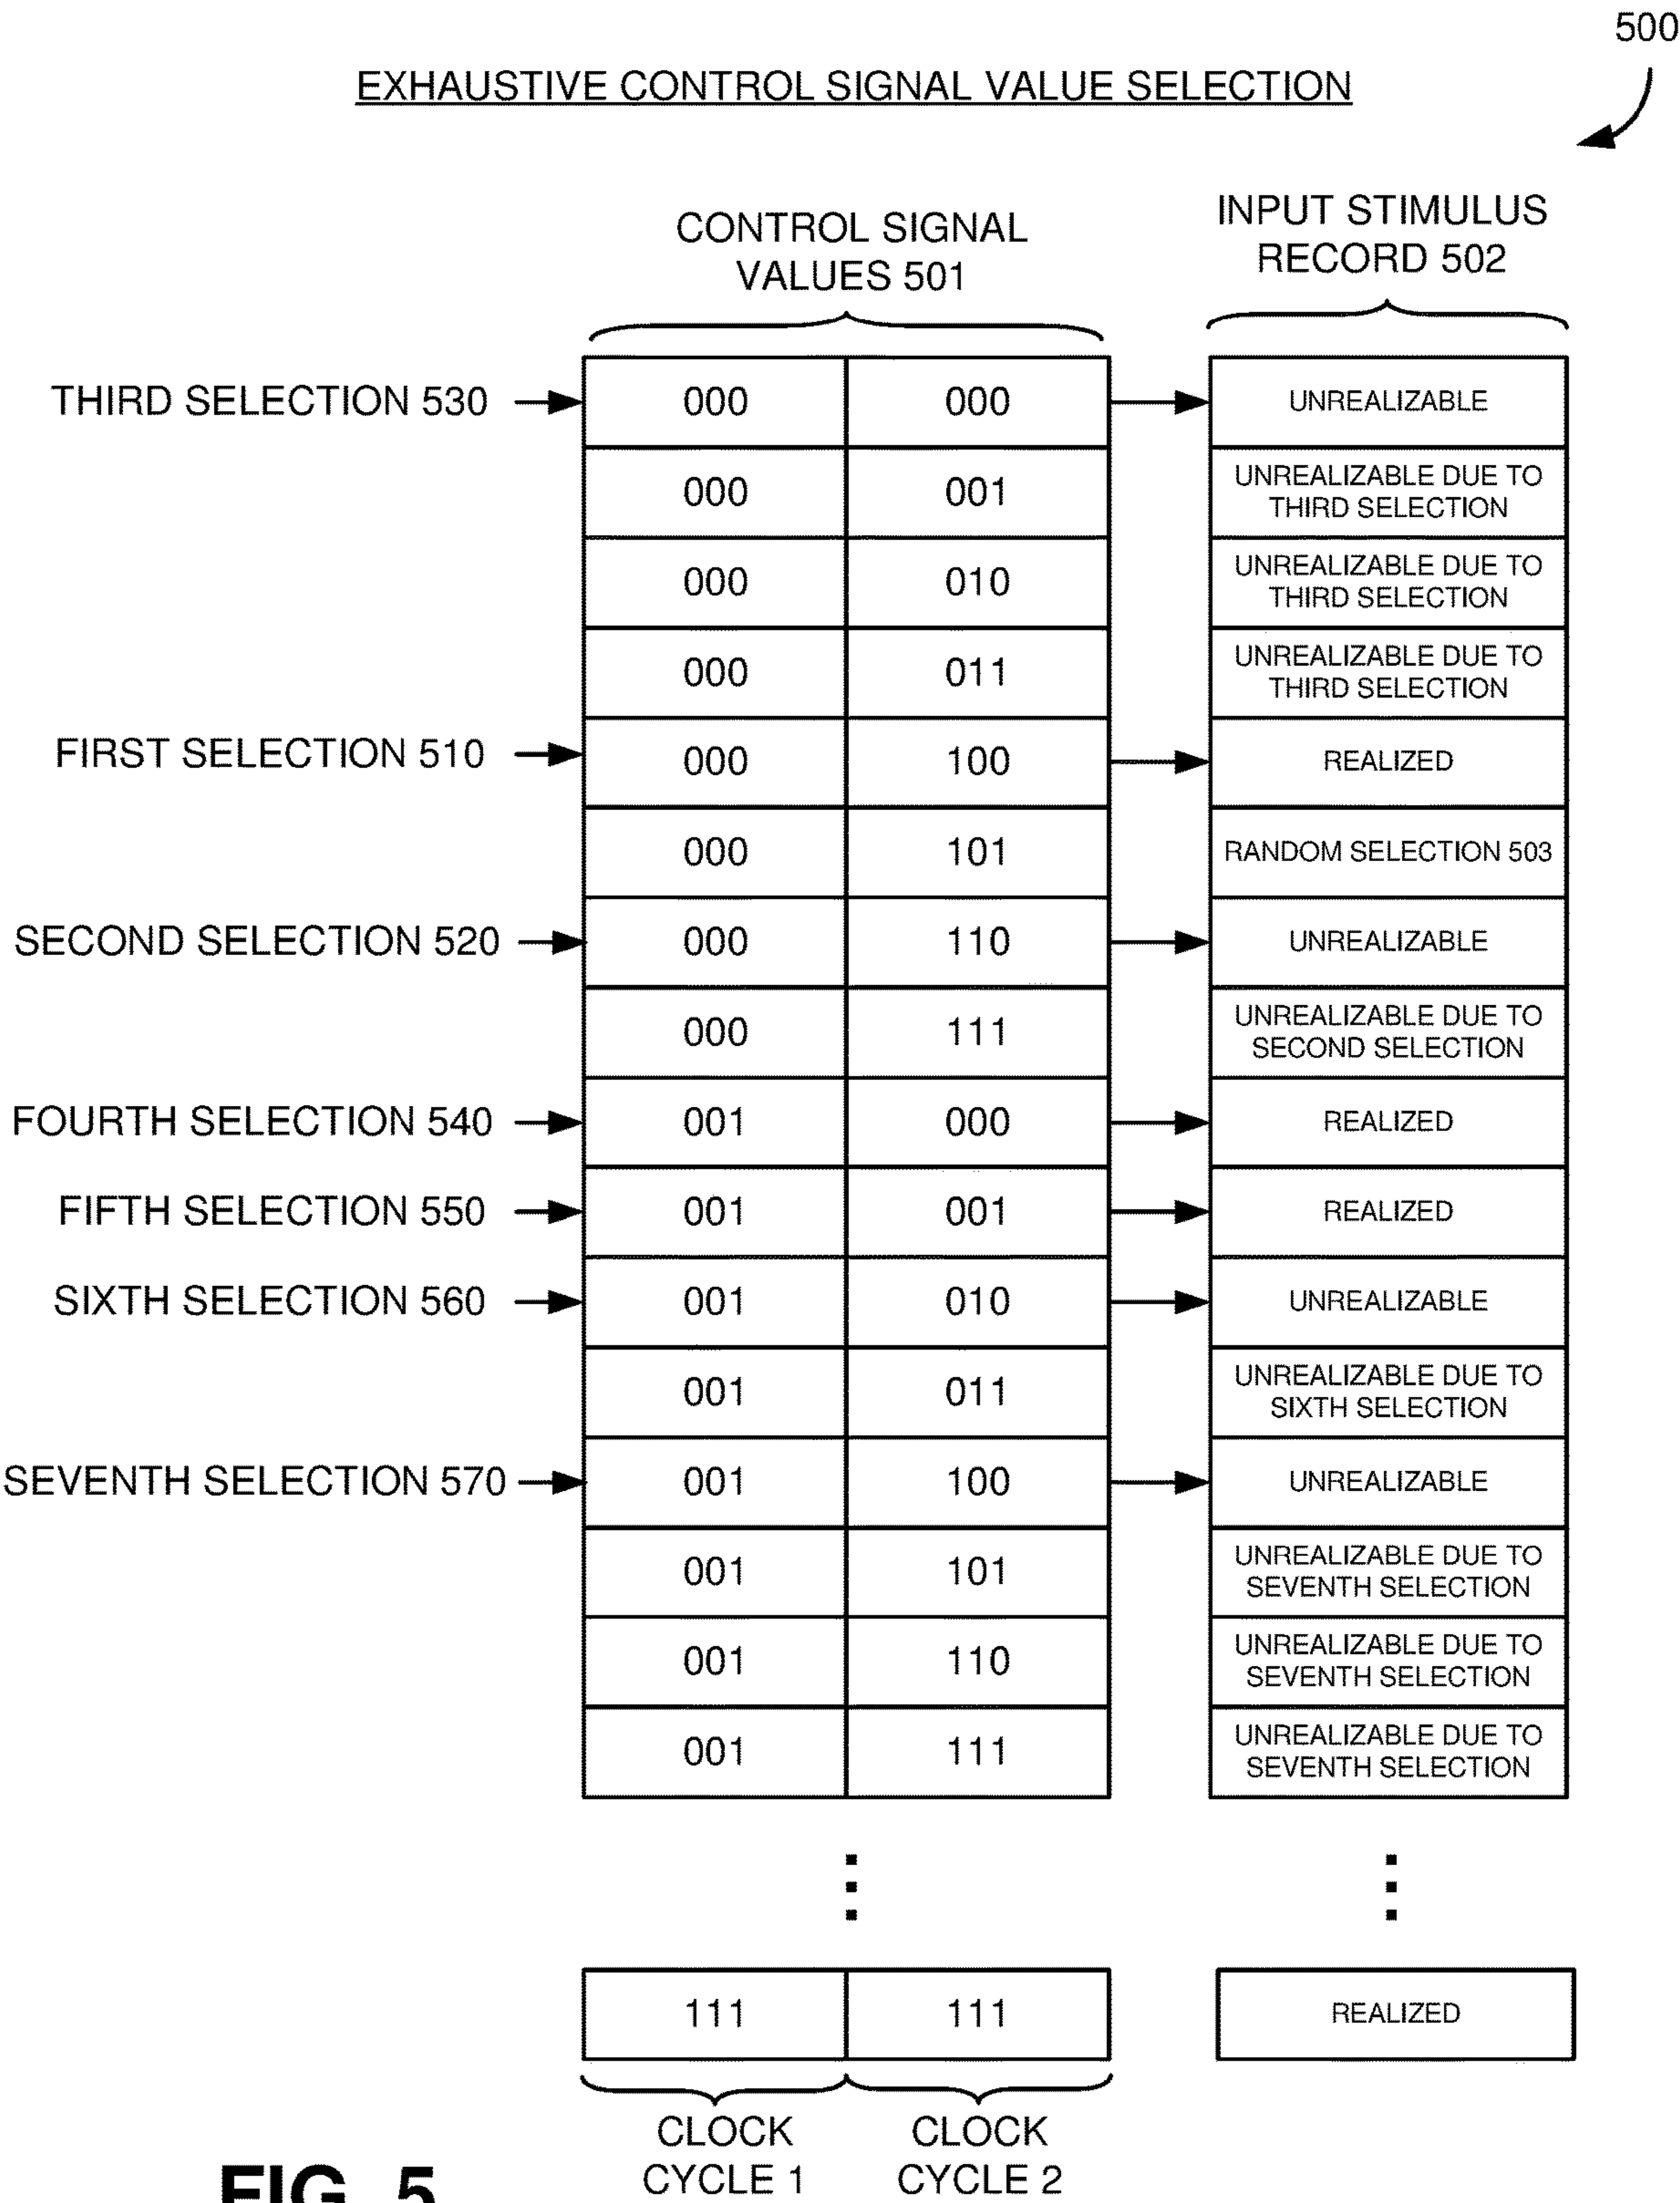 500
EXHAUSTIVE CONTROL SIGNAL VALUE SELECTION
CONTROL SIGNAL
VALUES 501
INPUT STIMULUS
RECORD 502
THIRD SELECTION 530 000 000 UNREALIZABLE
000 001 UNREALIZABLE DUE TO
THIRD SELECTION
000 010 UNREALIZABLE DUE TO
THIRD SELECTION
000 011 UNREALIZABLE DUE TO
THIRD SELECTION
FIRST SELECTION 510 000 100 REALIZED
000 101 RANDOM SELECTION 503
SECOND SELECTION 520 000 110 UNREALIZABLE
000 111 UNREALIZABLE DUE TO
SECOND SELECTION
FOURTH SELECTION 540 001 000 REALIZED
FIFTH SELECTION 550 001 001 REALIZED
SIXTH SELECTION 560 001 010 UNREALIZABLE
001 011 UNREALIZABLE DUE TO
SIXTH SELECTION
SEVENTH SELECTION 570 001 100 UNREALIZABLE
001 101 UNREALIZABLE DUE TO
SEVENTH SELECTION
001 110 UNREALIZABLE DUE TO
SEVENTH SELECTION
001 111 UNREALIZABLE DUE TO
SEVENTH SELECTION
111 111 REALIZED
CLOCK
CYCLE 1
CLOCK
CYCLE 2
FIG. 5